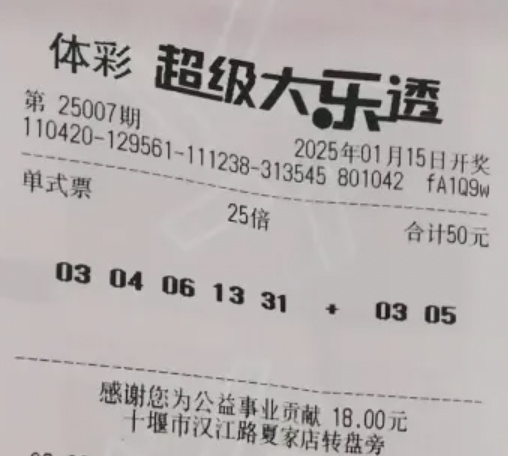 体彩 超级大乐透
第 25007期 2025年01月15日开奖
110420-129561-111238-313545 801042 fA1Q9w
单式票 25倍 合计50元
03 04 06 13 31 + 03 05
感谢您为公益事业贡献 18.00元
十堰市汉江路夏家店转盘旁